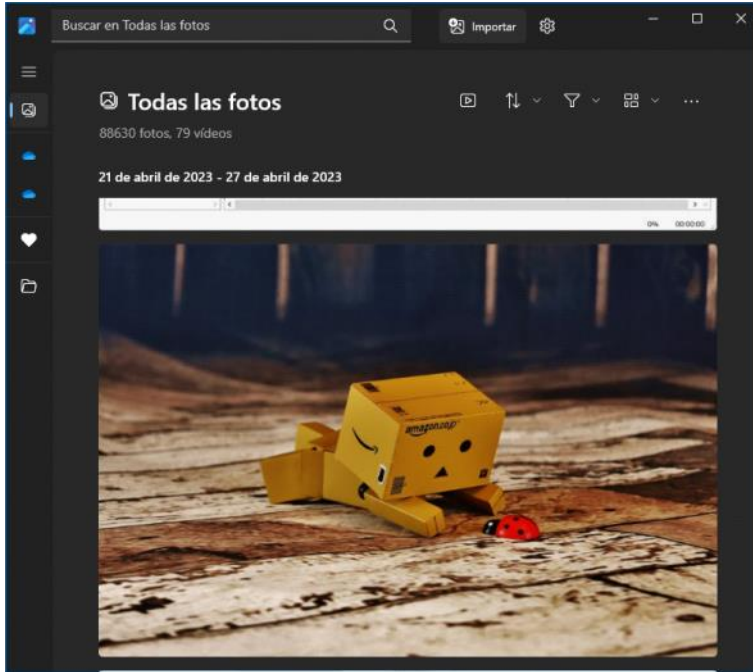 Buscar en Todas las fotos
Importar
Todas las fotos
88630 fotos, 79 vídeos
21 de abril de 2023 - 27 de abril de 2023
0% 00:00:00
amazon.co.jp